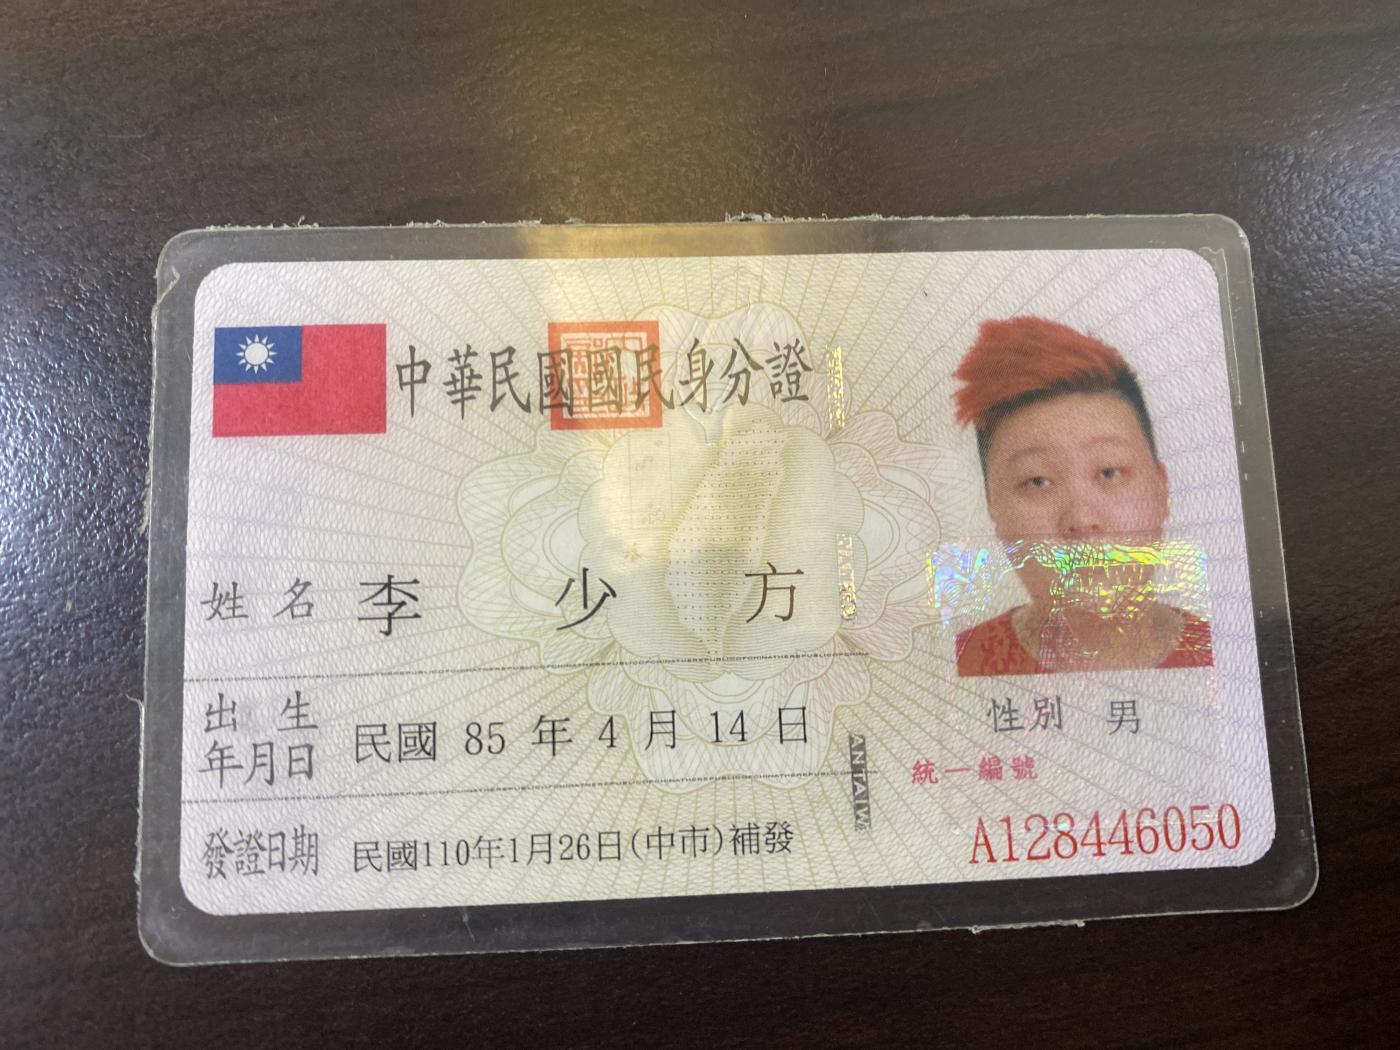 中華民國國民身分證
姓名 李少方
出生年月日 民國 85 年 4 月 14 日
性別 男
統一編號
A128446050
發證日期 民國110年1月26日(中市)補發
AN TAIW